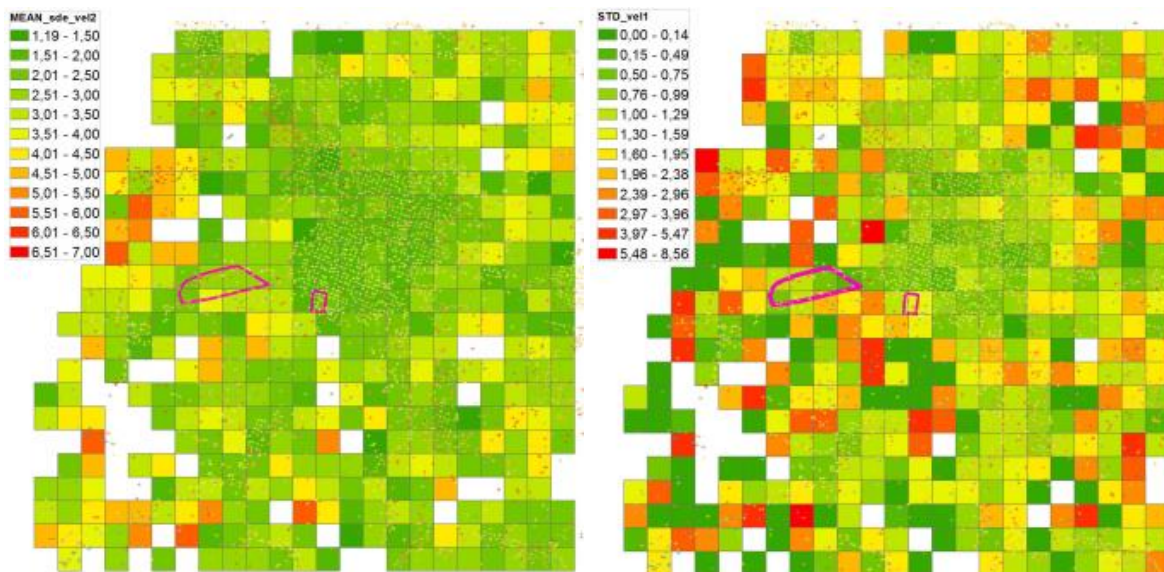 MEAN_sde_vel2
1,19 - 1,50
1,51 - 2,00
2,01 - 2,50
2,51 - 3,00
3,01 - 3,50
3,51 - 4,00
4,01 - 4,50
4,51 - 5,00
5,01 - 5,50
5,51 - 6,00
6,01 - 6,50
6,51 - 7,00
STD_vel1
0,00 - 0,14
0,15 - 0,49
0,50 - 0,75
0,76 - 0,99
1,00 - 1,29
1,30 - 1,59
1,60 - 1,95
1,96 - 2,38
2,39 - 2,96
2,97 - 3,96
3,97 - 5,47
5,48 - 8,56